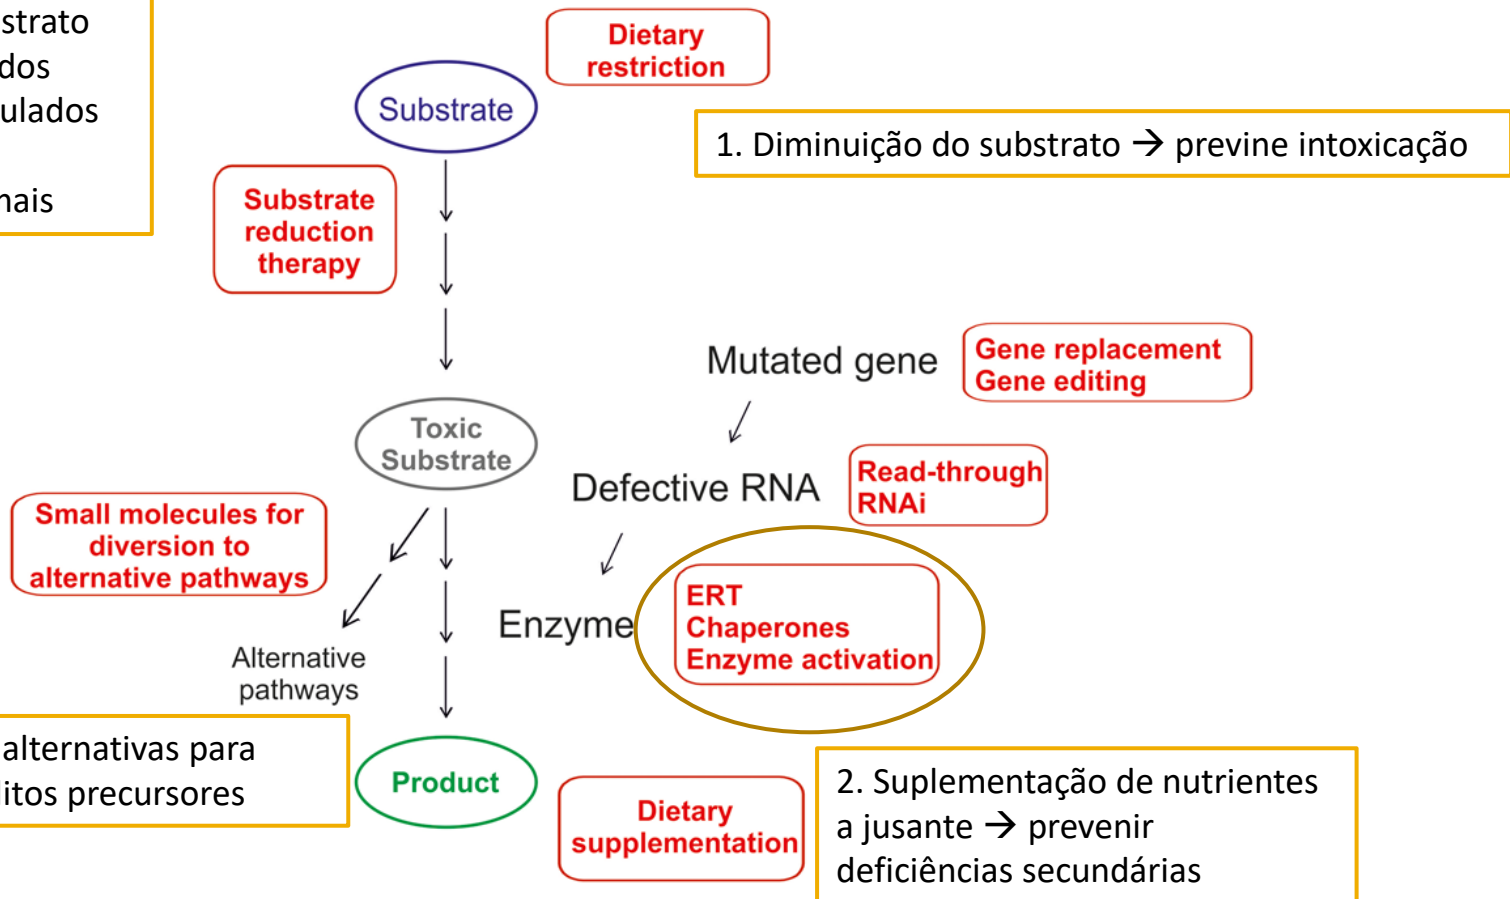 strato
dos
ulados
nais
Dietary
restriction
Substrate
1. Diminuição do substrato → previne intoxicação
Substrate
reduction
therapy
Mutated gene
Gene replacement
Gene editing
Toxic
Substrate
Defective RNA
Read-through
RNAi
Small molecules for
diversion to
alternative pathways
Enzyme
ERT
Chaperones
Enzyme activation
Alternative
pathways
alternativas para
litos precursores
Product
Dietary
supplementation
2. Suplementação de nutrientes
a jusante → prevenir
deficiências secundárias